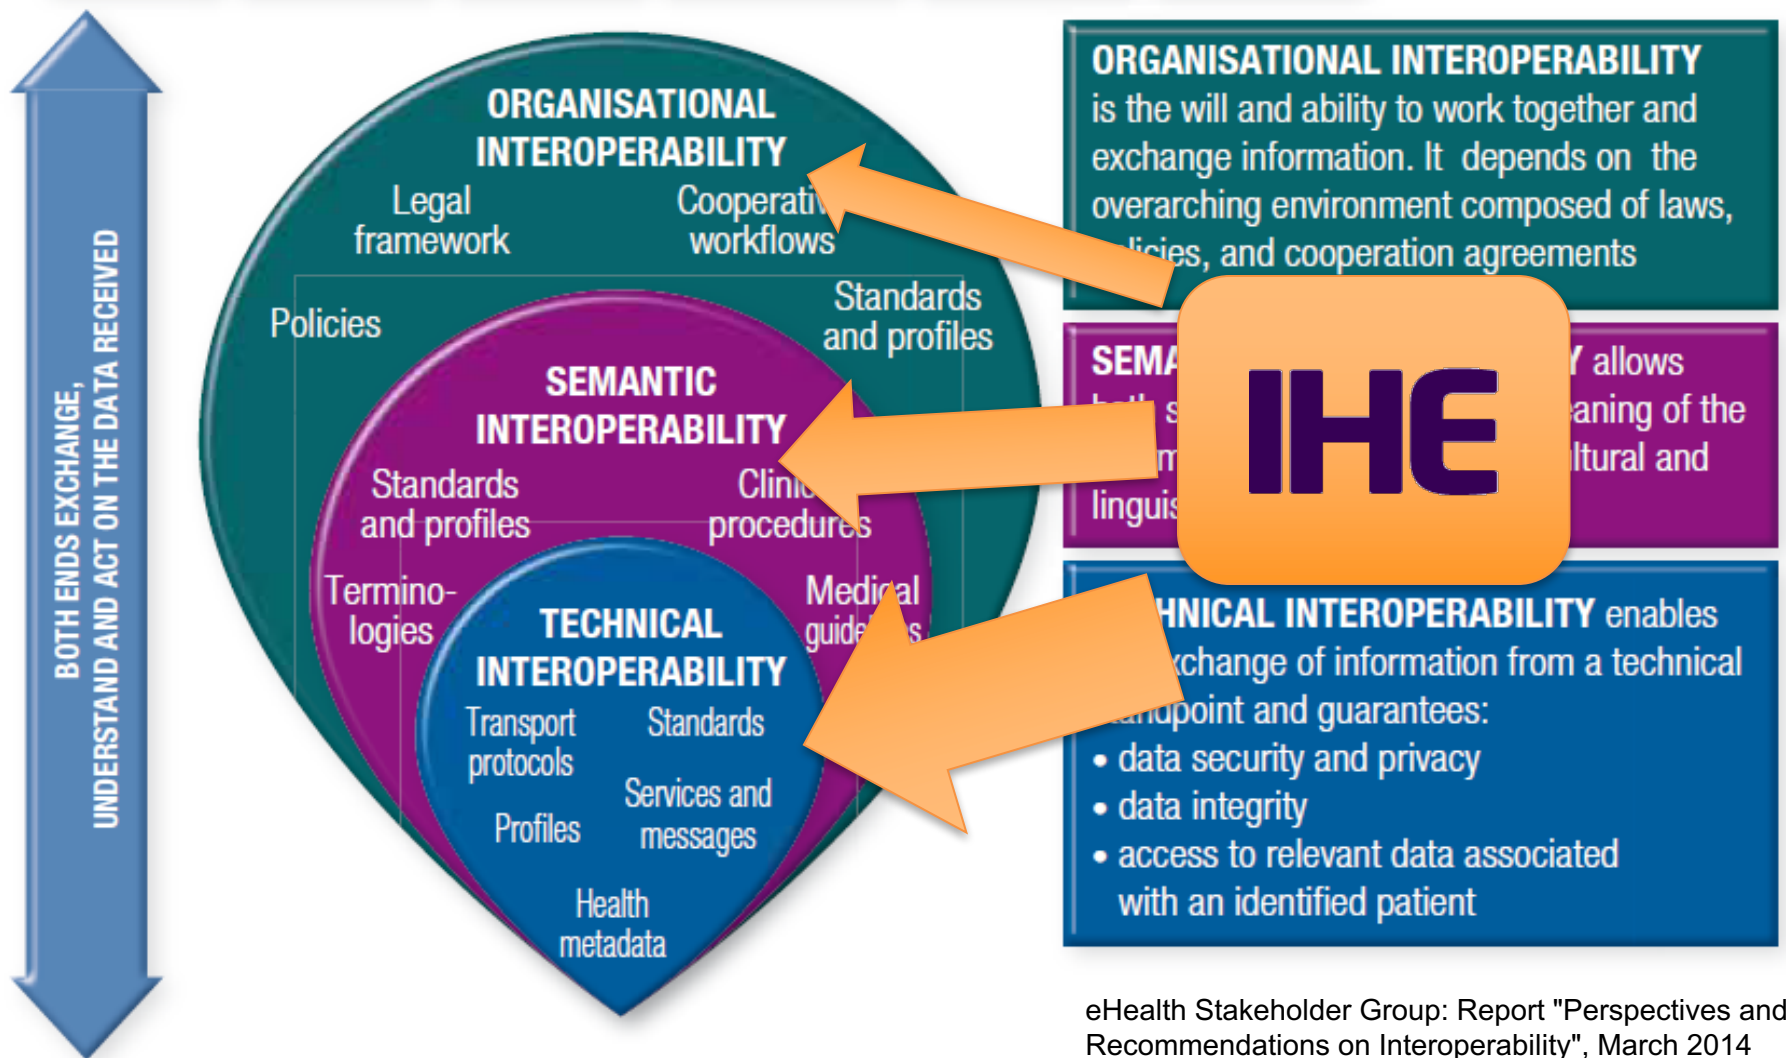 BOTH ENDS EXCHANGE,
UNDERSTAND AND ACT ON THE DATA RECEIVED
ORGANISATIONAL
INTEROPERABILITY
Legal
framework
workflows
Policies
Standards
and profiles
SEMANTIC
INTEROPERABILITY
Standards
and profiles
procedures
Termino-
logies
Medical
TECHNICAL
INTEROPERABILITY
Transport
protocols
Standards
Services and
messages
Profiles
Health
metadata
ORGANISATIONAL INTEROPERABILITY
is the will and ability to work together and
exchange information. It depends on the
overarching environment composed of laws,
and cooperation agreements
allows
of the
and
IHE
INTEROPERABILITY enables
of information from a technical
and guarantees:
• data security and privacy
• data integrity
• access to relevant data associated
with an identified patient
eHealth Stakeholder Group: Report "Perspectives and
Recommendations on Interoperability", March 2014